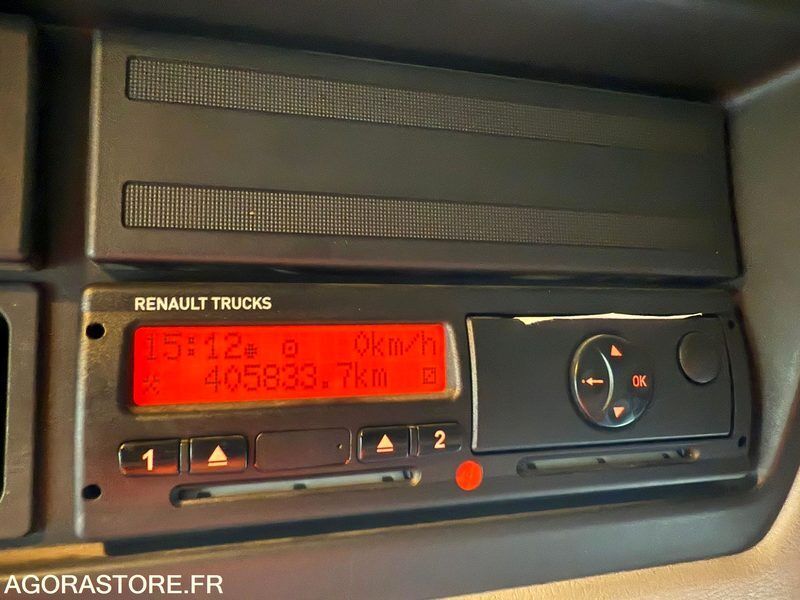 RENAULT TRUCKS
15:12 0km/h
405833.7km
OK
1 2
AGORASTORE.FR